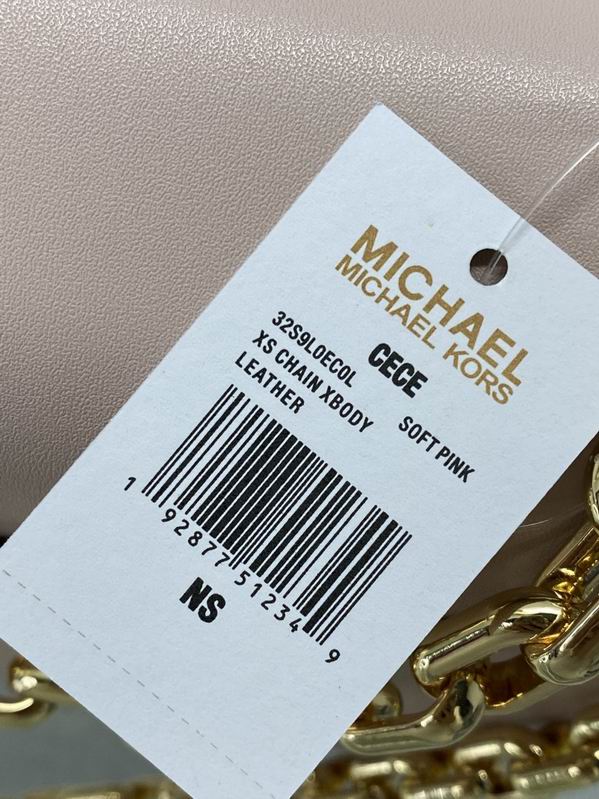 MICHAEL
MICHAEL KORS
CECE
32S9L0EC0L SOFT PINK
XS CHAIN XBODY
LEATHER
1 92877 51234 9
NS